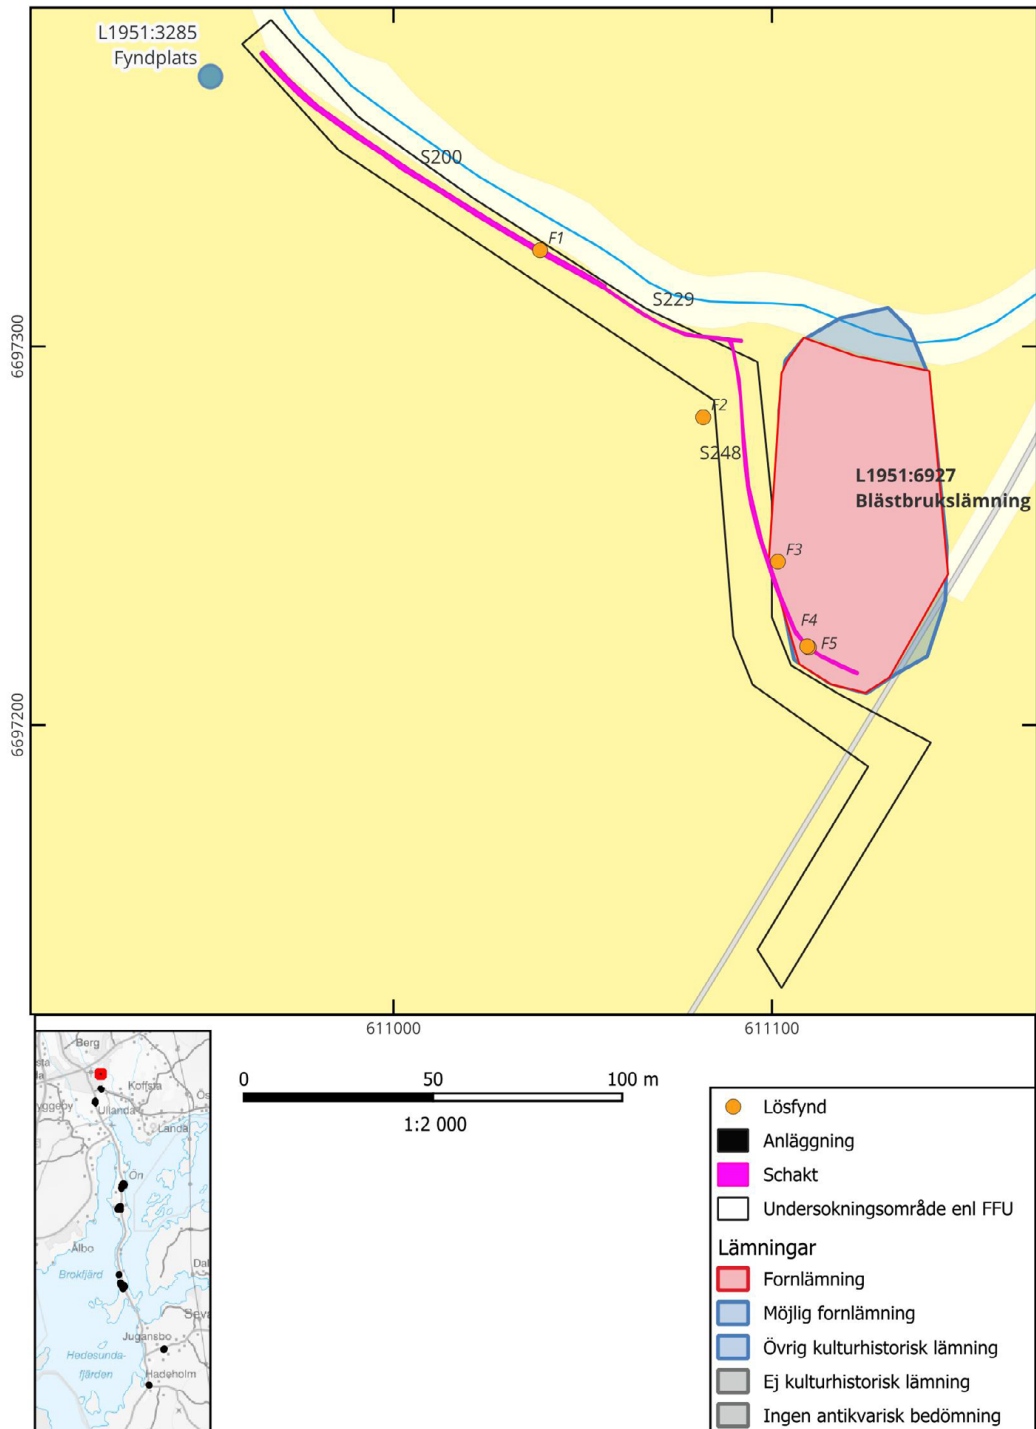 L1951:3285
Fyndplats
S200
F1
S229
6697300
F2
S248
L1951:6927
Blästbrukslämning
F3
F4
F5
6697200
611000
611100
Berg
Koffsta
Ullanda
Landa
Ön
Älbo
Brokfjärd
Jugansbo
Hedesunda-
fjärden
Hadeholm
0 50 100 m
1:2 000
Lösfynd
Anläggning
Schakt
Undersokningsområde enl FFU
Lämningar
Fornlämning
Möjlig fornlämning
Övrig kulturhistorisk lämning
Ej kulturhistorisk lämning
Ingen antikvarisk bedömning